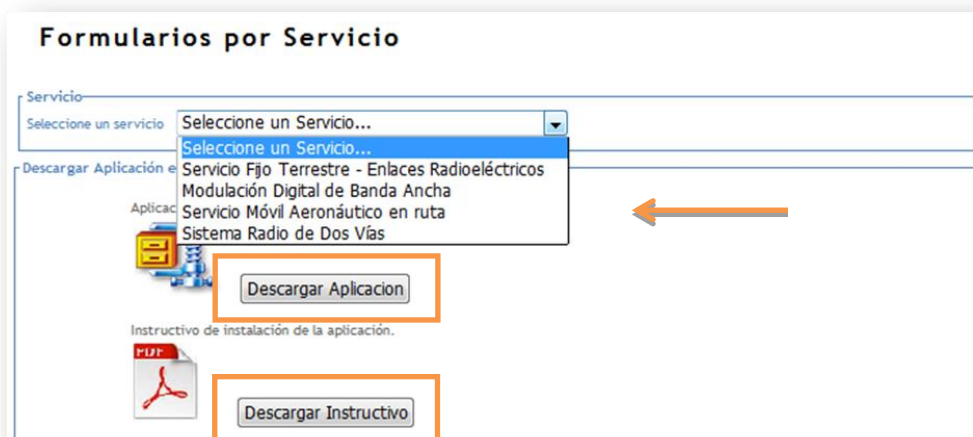 Formularios por Servicio
Servicio
Seleccione un servicio Seleccione un Servicio...
Seleccione un Servicio...
Servicio Fijo Terrestre - Enlaces Radioeléctricos
Modulación Digital de Banda Ancha
Servicio Móvil Aeronáutico en ruta
Sistema Radio de Dos Vías
Descargar Aplicación e
Aplicac
Descargar Aplicacion
Instructivo de instalación de la aplicación.
PDF
Descargar Instructivo